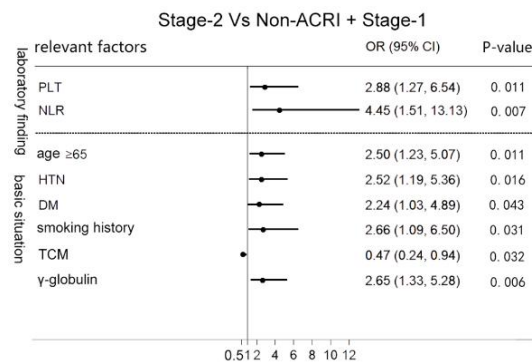 Stage-2 Vs Non-ACRI + Stage-1
relevant factors OR (95% CI) P-value
laboratory finding
PLT 2.88 (1.27, 6.54) 0.011
NLR 4.45 (1.51, 13.13) 0.007
basic situation
age ≥65 2.50 (1.23, 5.07) 0.011
HTN 2.52 (1.19, 5.36) 0.016
DM 2.24 (1.03, 4.89) 0.043
smoking history 2.66 (1.09, 6.50) 0.031
TCM 0.47 (0.24, 0.94) 0.032
γ-globulin 2.65 (1.33, 5.28) 0.006
0.5 1 2 4 6 8 10 12